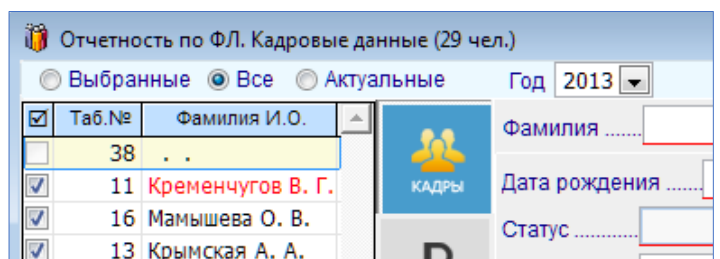 Отчетность по ФЛ. Кадровые данные (29 чел.)
Выбранные Все Актуальные Год 2013
Таб.№ Фамилия И.О.
38 . .
11 Кременчугов В. Г.
16 Мамышева О. В.
13 Крымская А. А.
КАДРЫ
Фамилия .......
Дата рождения .......
Статус ............